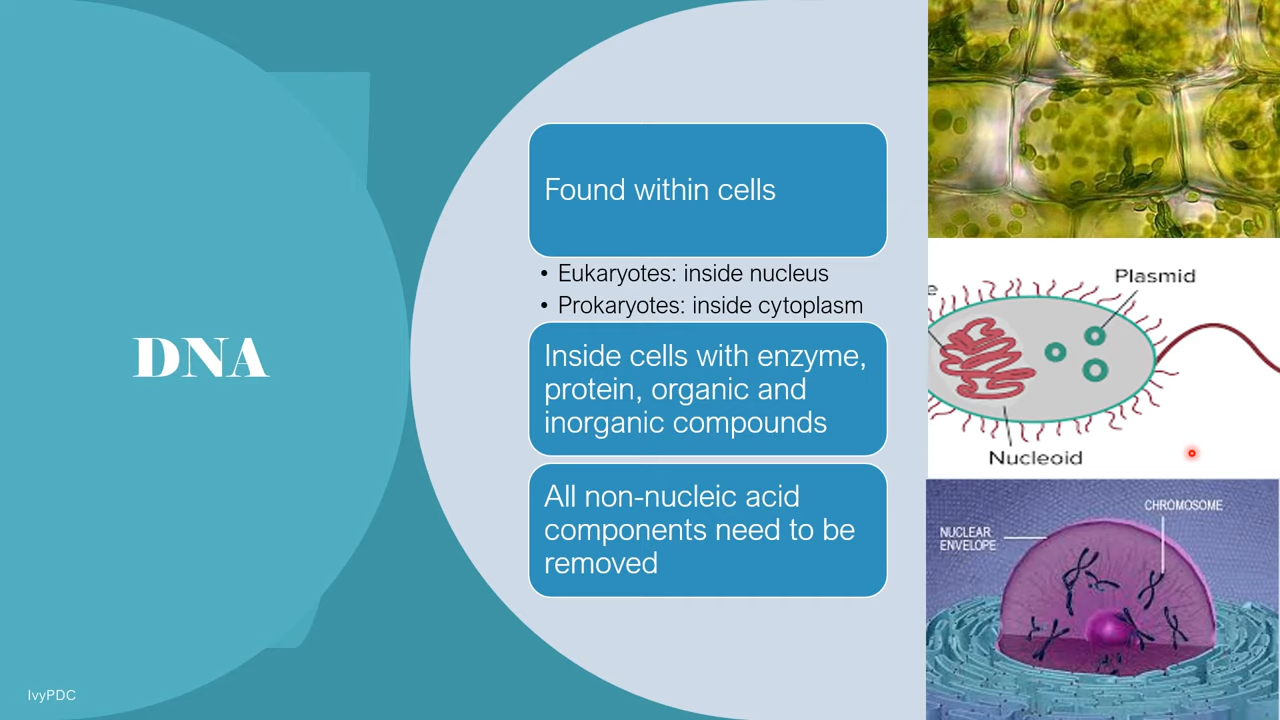 DNA
Found within cells
• Eukaryotes: inside nucleus
• Prokaryotes: inside cytoplasm
Inside cells with enzyme,
protein, organic and
inorganic compounds
All non-nucleic acid
components need to be
removed
Plasmid
Nucleoid
CHROMOSOME
NUCLEAR
ENVELOPE
IvyPDC